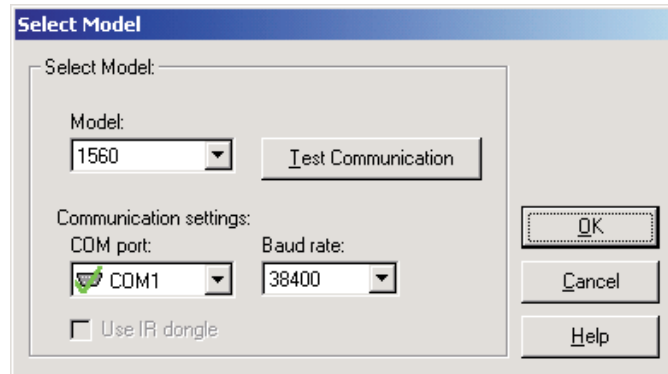 Select Model
Select Model:
Model:
1560
Test Communication
Communication settings:
COM port:
Baud rate:
COM1
38400
Use IR dongle
OK
Cancel
Help